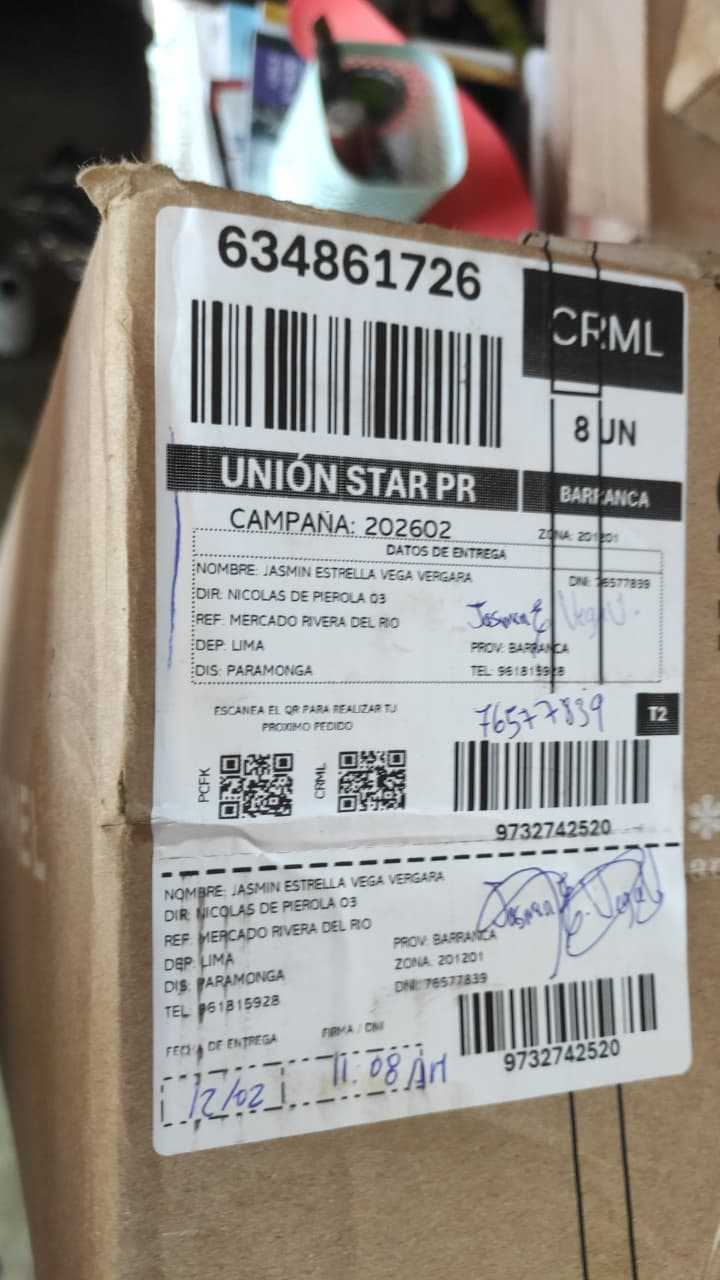 634861726
CRML
8 UN
UNIÓN STAR PR
BARRANCA
CAMPAÑA: 202602
ZONA: 201201
DATOS DE ENTREGA
NOMBRE: JASMIN ESTRELLA VEGA VERGARA
DNI: 76577839
DIR: NICOLAS DE PIEROLA 03
REF: MERCADO RIVERA DEL RIO
DEP: LIMA
PROV: BARRANCA
DIS: PARAMONGA
TEL: 961815928
ESCANEA EL QR PARA REALIZAR TU
PROXIMO PEDIDO
76577839
T2
PCFK
CRML
9732742520
NOMBRE: JASMIN ESTRELLA VEGA VERGARA
DIR: NICOLAS DE PIEROLA 03
REF: MERCADO RIVERA DEL RIO
PROV: BARRANCA
DEP: LIMA
ZONA: 201201
DIS: PARAMONGA
DNI: 76577839
TEL: 961815928
FECHA DE ENTREGA
FIRMA / DNI
9732742520
12/02
11:08 AM